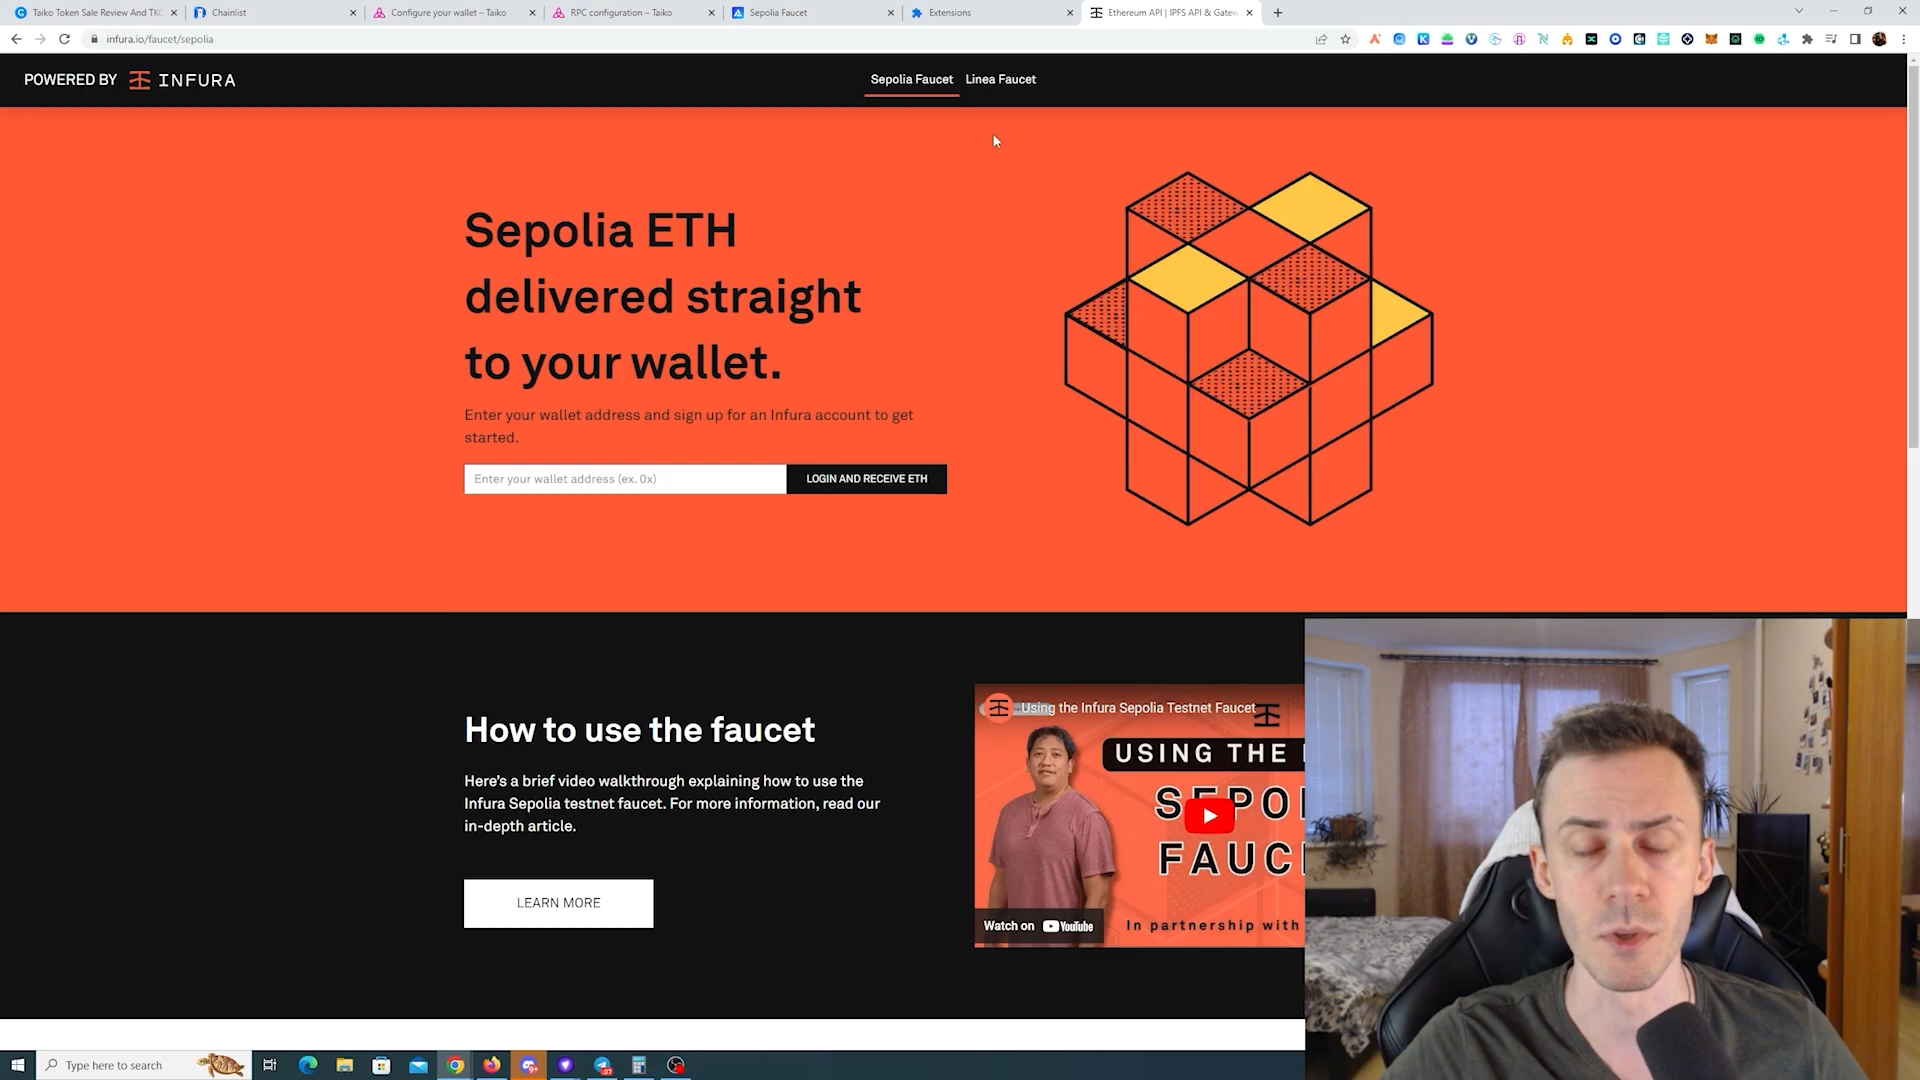 Taiko Token Sale Review And TKO
Chainlist
Configure your wallet – Taiko
RPC configuration – Taiko
Sepolia Faucet
Extensions
Ethereum API | IPFS API & Gatew
infura.io/faucet/sepolia
POWERED BY INFURA
Sepolia Faucet
Linea Faucet
Sepolia ETH
delivered straight
to your wallet.
Enter your wallet address and sign up for an Infura account to get
started.
Enter your wallet address (ex. 0x)
LOGIN AND RECEIVE ETH
How to use the faucet
Here's a brief video walkthrough explaining how to use the
Infura Sepolia testnet faucet. For more information, read our
in-depth article.
LEARN MORE
Using the Infura Sepolia Testnet Faucet
USING THE
SEPO
FAUC
Watch on YouTube
In partnership with
Type here to search